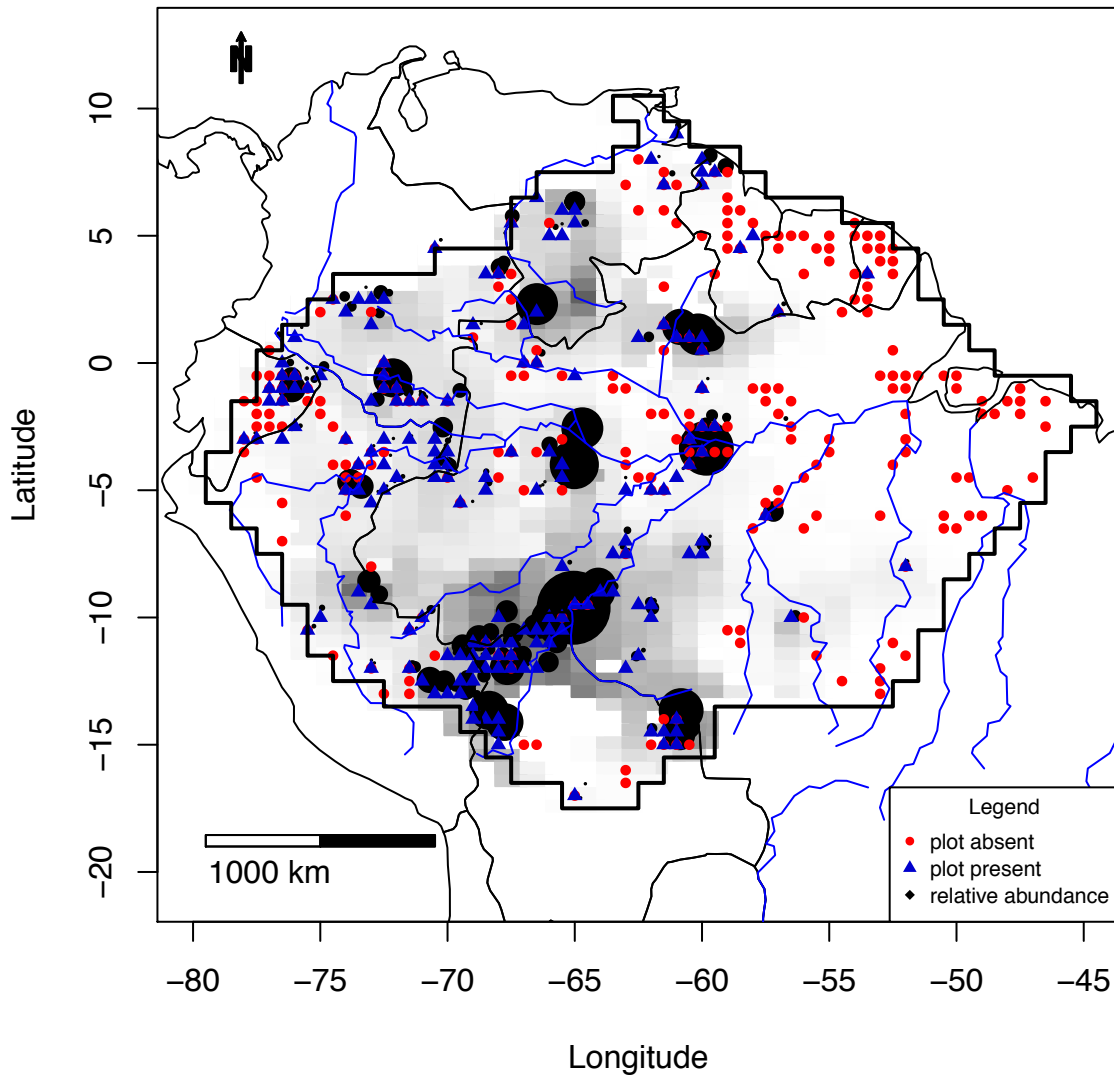 N
10
5
0
−5
−10
−15
−20
Latitude
1000 km
Legend
plot absent
plot present
relative abundance
−80 −75 −70 −65 −60 −55 −50 −45
Longitude